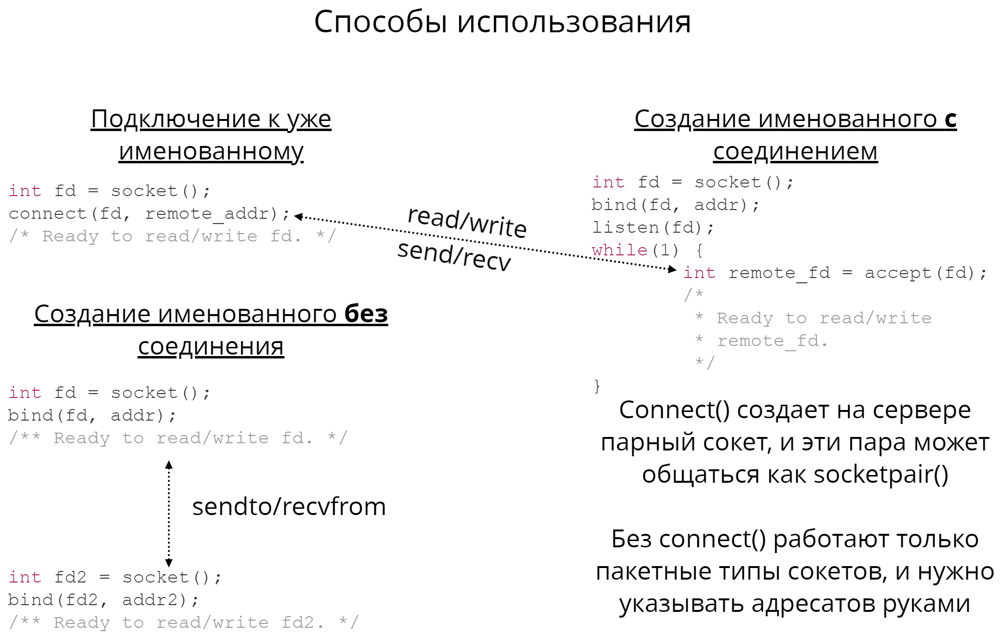 Способы использования
Подключение к уже
именованному
int fd = socket();
connect(fd, remote_addr);
/* Ready to read/write fd. */
read/write
send/recv
Создание именованного с
соединением
int fd = socket();
bind(fd, addr);
listen(fd);
while(1) {
int remote_fd = accept(fd);
/*
* Ready to read/write
* remote_fd.
*/
}
Создание именованного без
соединения
int fd = socket();
bind(fd, addr);
/** Ready to read/write fd. */
sendto/recvfrom
int fd2 = socket();
bind(fd2, addr2);
/** Ready to read/write fd2. */
Connect() создает на сервере
парный сокет, и эти пара может
общаться как socketpair()
Без connect() работают только
пакетные типы сокетов, и нужно
указывать адресатов руками